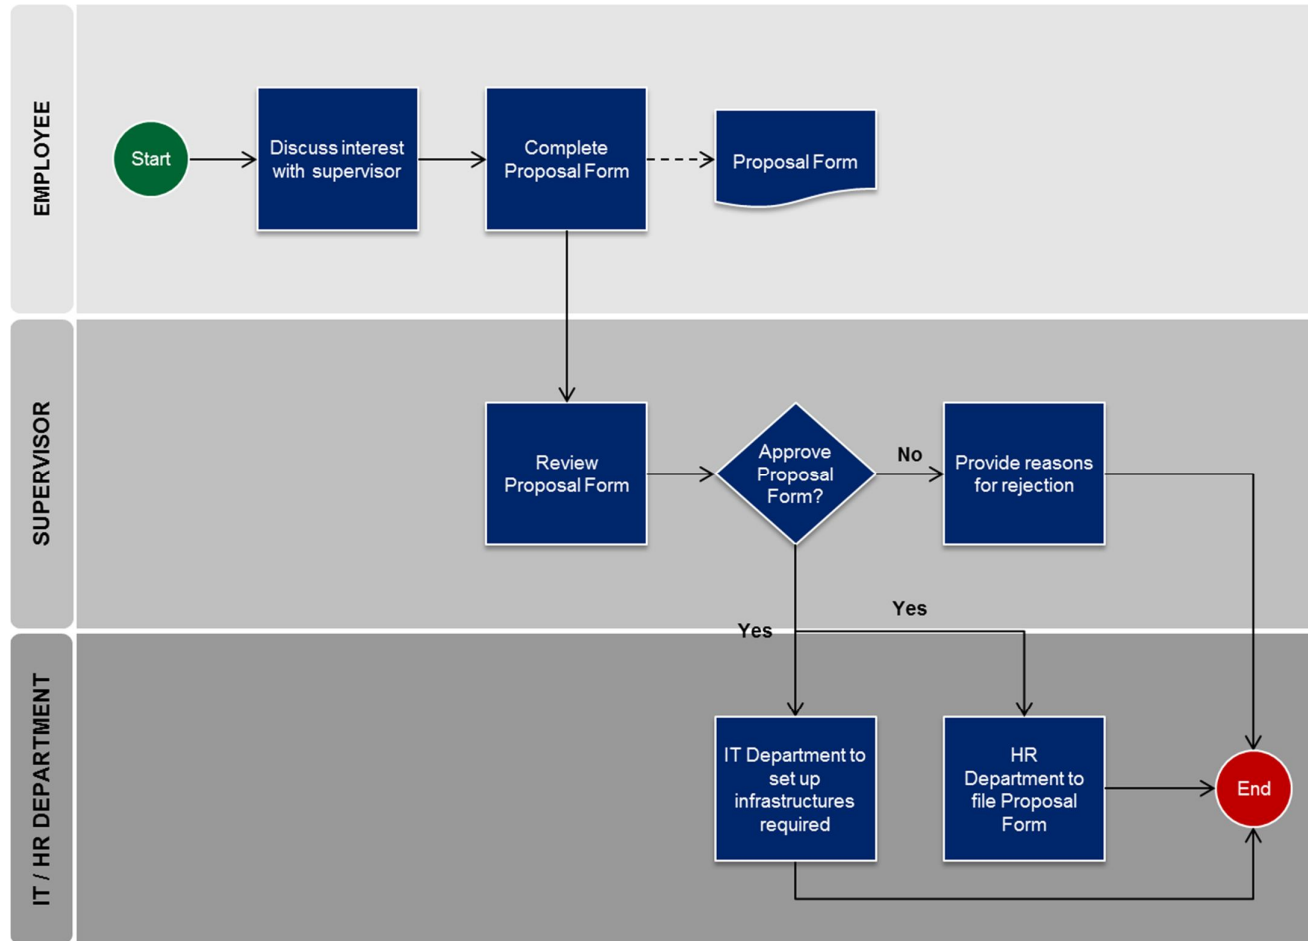 EMPLOYEE
Start
Discuss interest
with supervisor
Complete
Proposal Form
Proposal Form
SUPERVISOR
Review
Proposal Form
Approve
Proposal
Form?
No
Provide reasons
for rejection
Yes
Yes
IT / HR DEPARTMENT
IT Department to
set up
infrastructures
required
HR
Department to
file Proposal
Form
End